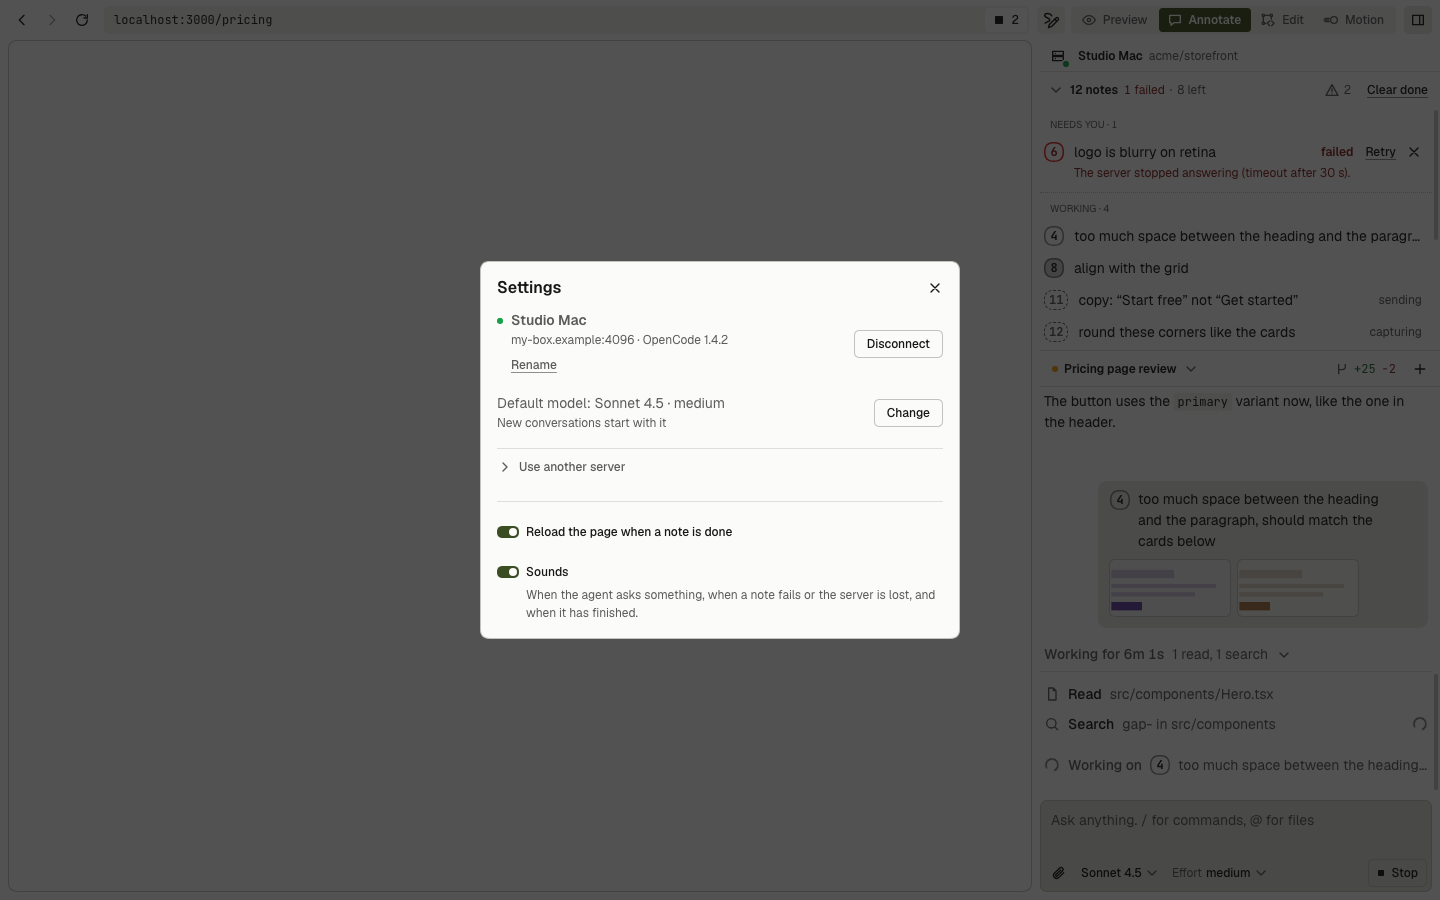 localhost:3000/pricing
2
Preview
Annotate
Edit
Motion
Studio Mac acme/storefront
12 notes 1 failed · 8 left
2
Clear done
NEEDS YOU · 1
6 logo is blurry on retina failed Retry
The server stopped answering (timeout after 30 s).
WORKING · 4
4 too much space between the heading and the paragr...
8 align with the grid
11 copy: “Start free” not “Get started” sending
12 round these corners like the cards capturing
Pricing page review +25 -2
The button uses the primary variant now, like the one in
the header.
4 too much space between the heading
and the paragraph, should match the
cards below
Working for 6m 1s 1 read, 1 search
Read src/components/Hero.tsx
Search gap- in src/components
Working on 4 too much space between the heading...
Ask anything. / for commands, @ for files
Sonnet 4.5 Effort medium Stop
Settings
Studio Mac
my-box.example:4096 · OpenCode 1.4.2
Rename
Disconnect
Default model: Sonnet 4.5 · medium
New conversations start with it
Change
Use another server
Reload the page when a note is done
Sounds
When the agent asks something, when a note fails or the server is lost, and
when it has finished.